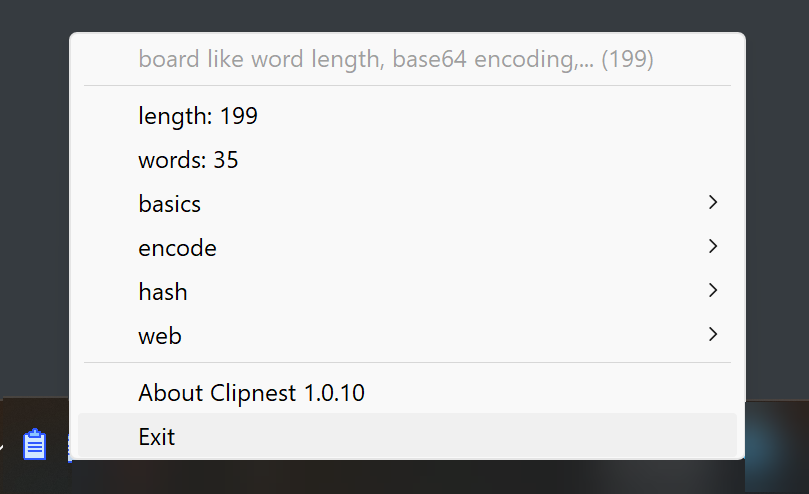 board like word length, base64 encoding,... (199)
length: 199
words: 35
basics
encode
hash
web
About Clipnest 1.0.10
Exit